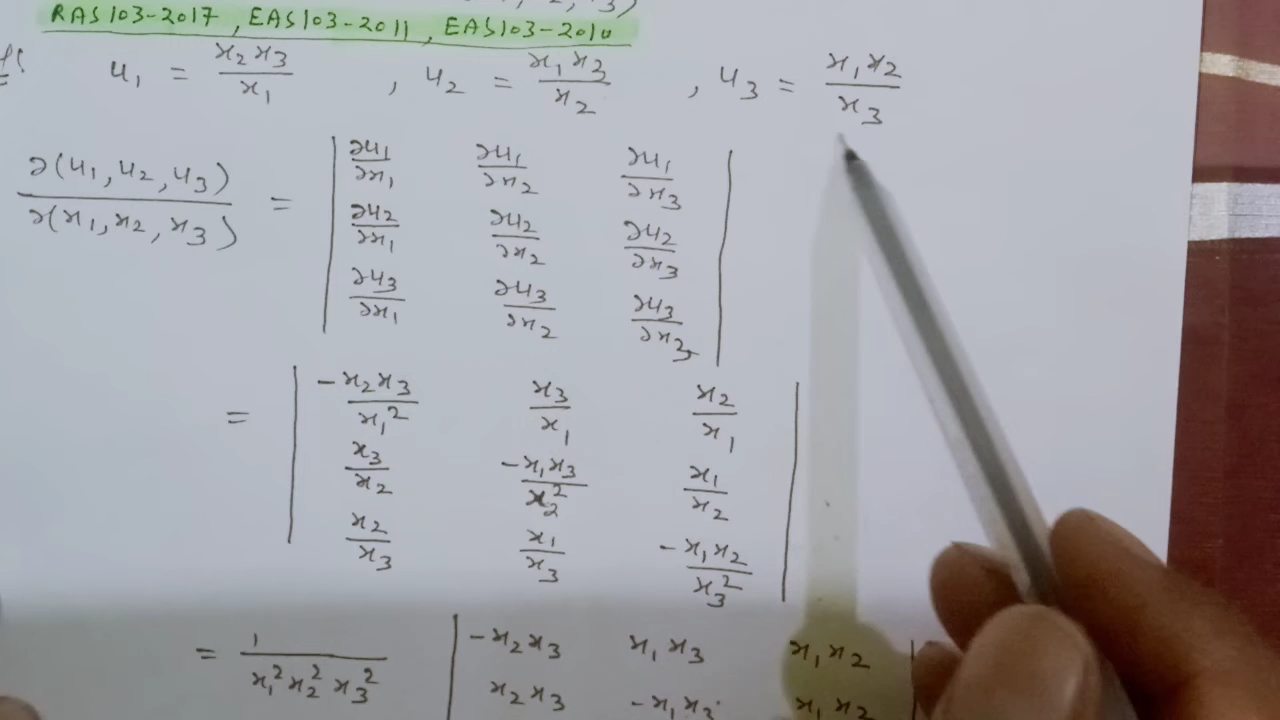 RAS103-2017, EAS103-2011, EAS103-2010
u₁ = x₂x₃/x₁ , u₂ = x₁x₃/x₂ , u₃ = x₁x₂/x₃
∂(u₁,u₂,u₃)/∂(x₁,x₂,x₃) = | ∂u₁/∂x₁ ∂u₁/∂x₂ ∂u₁/∂x₃ |
| ∂u₂/∂x₁ ∂u₂/∂x₂ ∂u₂/∂x₃ |
| ∂u₃/∂x₁ ∂u₃/∂x₂ ∂u₃/∂x₃ |
= | -x₂x₃/x₁² x₃/x₁ x₂/x₁ |
| x₃/x₂ -x₁x₃/x₂² x₁/x₂ |
| x₂/x₃ x₁/x₃ -x₁x₂/x₃² |
= 1/x₁²x₂²x₃² | -x₂x₃ x₁x₃ x₁x₂ |
x₂x₃ -x₁x₃ x₁x₂